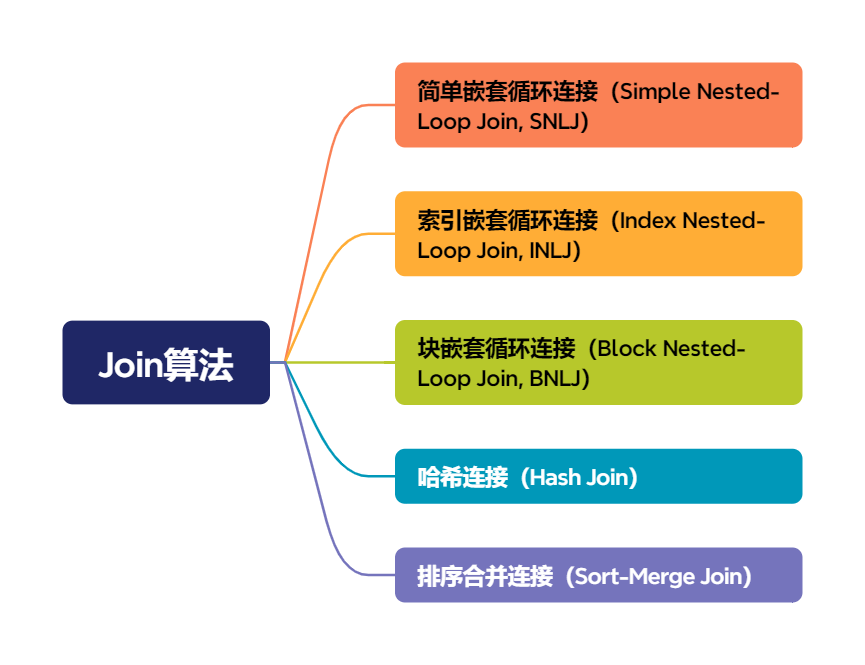 Join算法
简单嵌套循环连接（Simple Nested-
Loop Join, SNLJ）
索引嵌套循环连接（Index Nested-
Loop Join, INLJ）
块嵌套循环连接（Block Nested-
Loop Join, BNLJ）
哈希连接（Hash Join）
排序合并连接（Sort-Merge Join）